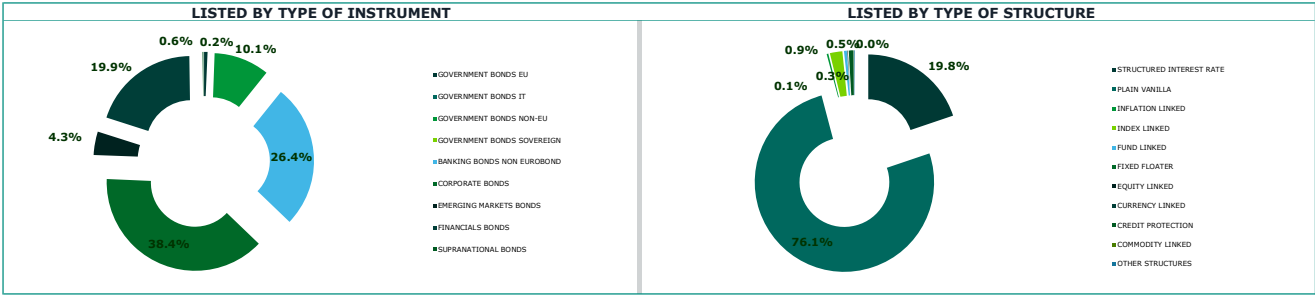 LISTED BY TYPE OF INSTRUMENT
0.6%
0.2%
10.1%
19.9%
4.3%
26.4%
38.4%
GOVERNMENT BONDS EU
GOVERNMENT BONDS IT
GOVERNMENT BONDS NON-EU
GOVERNMENT BONDS SOVEREIGN
BANKING BONDS NON EUROBOND
CORPORATE BONDS
EMERGING MARKETS BONDS
FINANCIALS BONDS
SUPRANATIONAL BONDS
LISTED BY TYPE OF STRUCTURE
0.9%
0.5%
0.0%
19.8%
0.3%
0.1%
76.1%
STRUCTURED INTEREST RATE
PLAIN VANILLA
INFLATION LINKED
INDEX LINKED
FUND LINKED
FIXED FLOATER
EQUITY LINKED
CURRENCY LINKED
CREDIT PROTECTION
COMMODITY LINKED
OTHER STRUCTURES